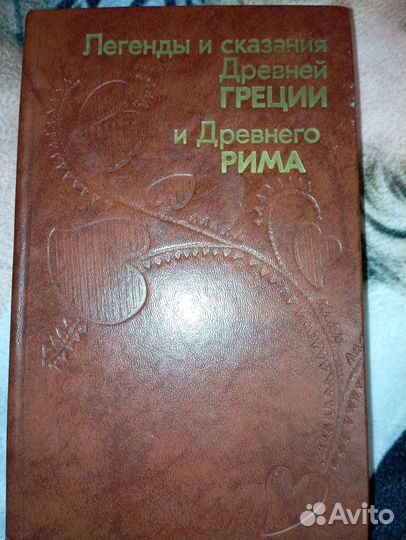 Легенды и сказания
Древней
ГРЕЦИИ
и Древнего
РИМА
Avito